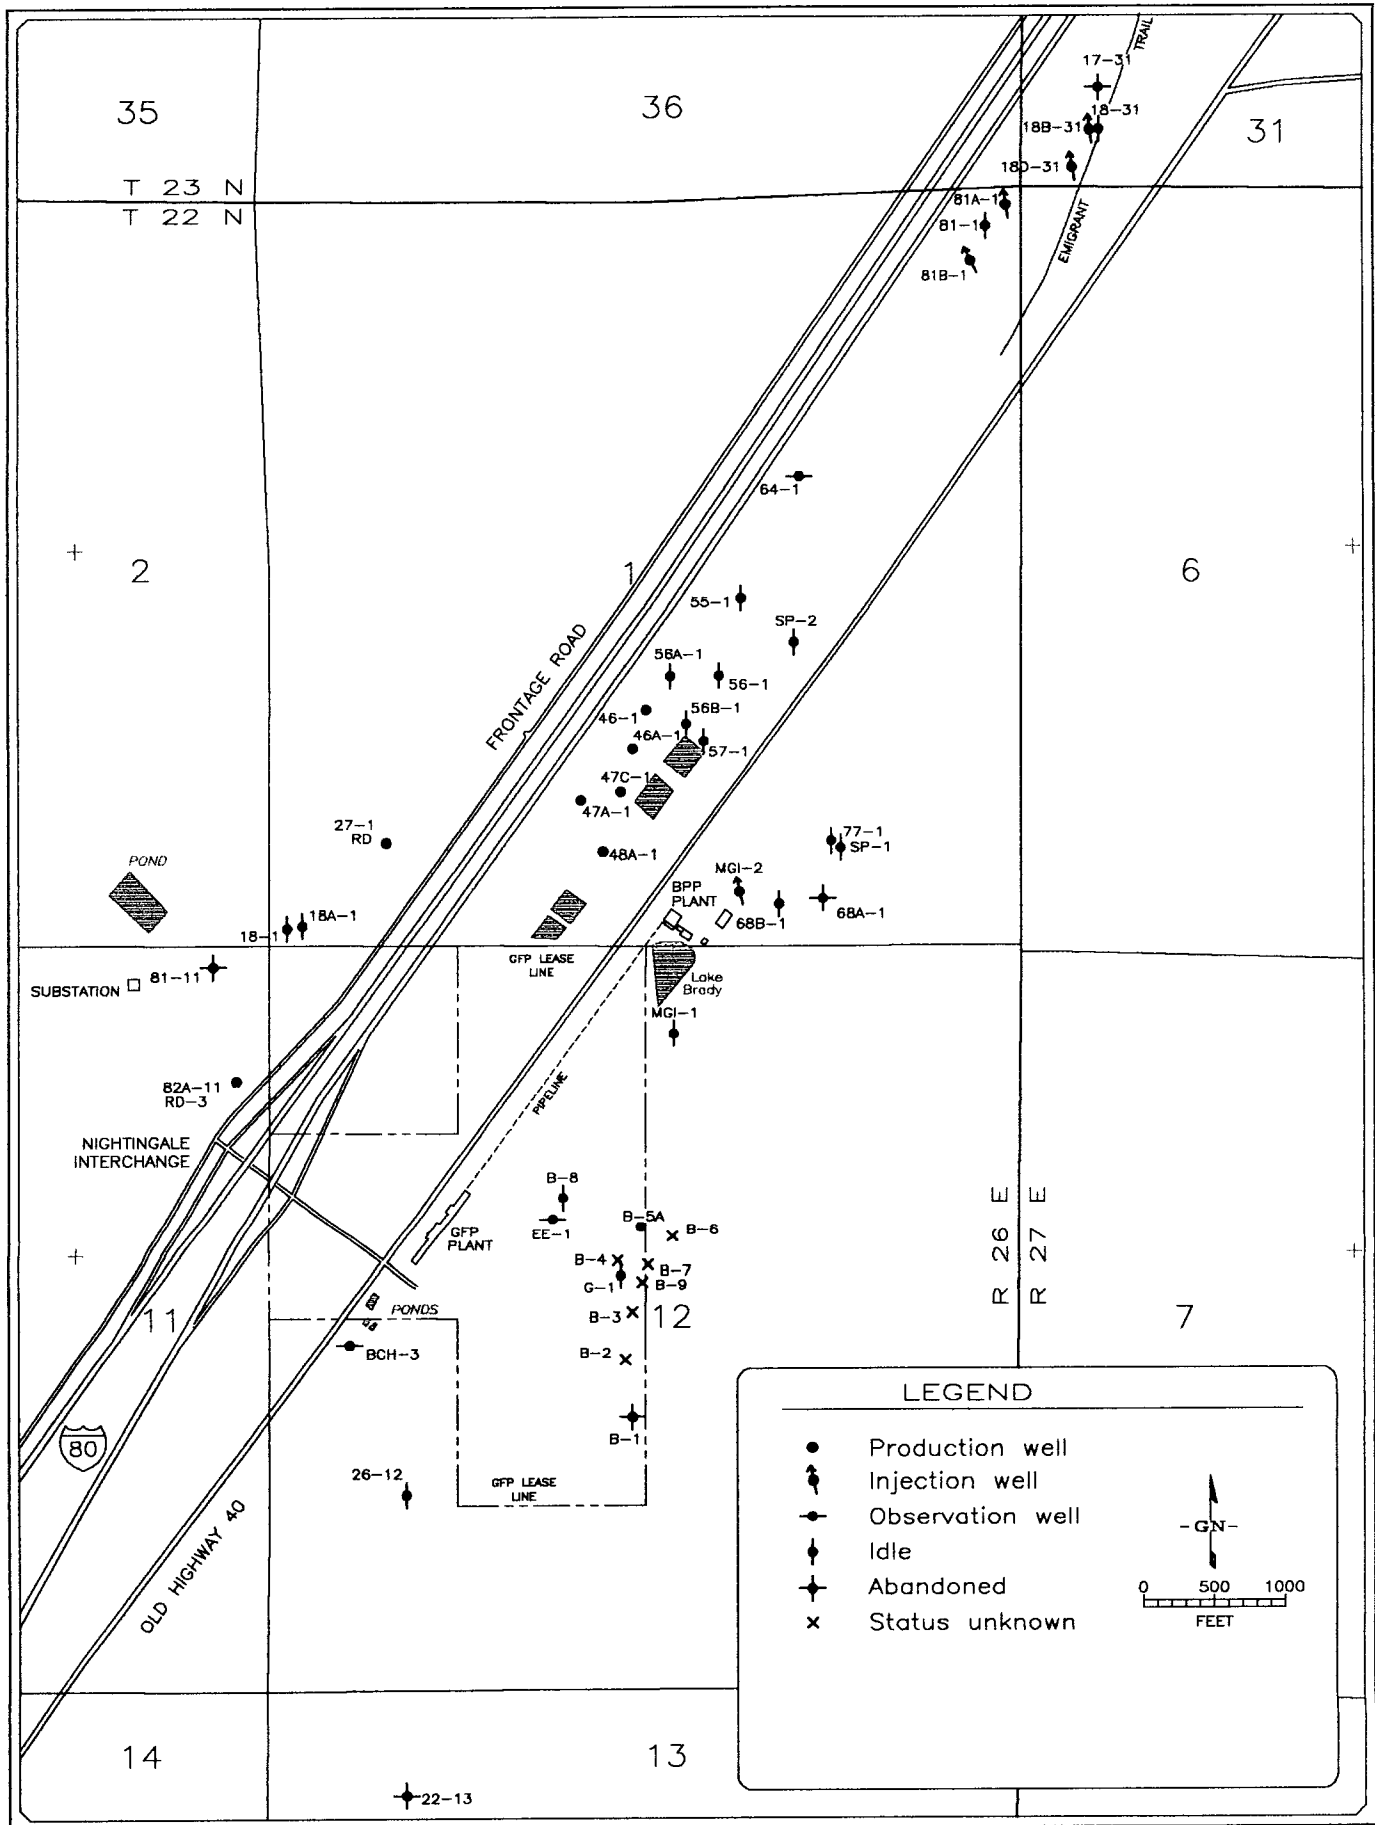 TRAIL
17-31
35
36
18-31
18B-31
31
18D-31
T 23 N
T 22 N
81A-1
81-1
EMIGRANT
81B-1
64-1
2
1
6
55-1
SP-2
FRONTAGE ROAD
56A-1
56-1
46-1
56B-1
46A-1
57-1
47C-1
47A-1
27-1
RD
48A-1
77-1
SP-1
POND
MGI-2
BPP
PLANT
68A-1
68B-1
18A-1
18-1
GFP LEASE
LINE
81-11
SUBSTATION
Lake
Brady
MGI-1
PIPELINE
82A-11
RD-3
NIGHTINGALE
INTERCHANGE
B-8
R 26 E
R 27 E
GFP
PLANT
EE-1
B-5A
B-6
B-4
B-7
G-1
B-9
PONDS
B-3
11
12
7
BCH-3
B-2
B-1
80
26-12
GFP LEASE
LINE
OLD HIGHWAY 40
LEGEND
Production well
Injection well
Observation well
Idle
Abandoned
Status unknown
-GN-
0 500 1000
FEET
14
13
22-13